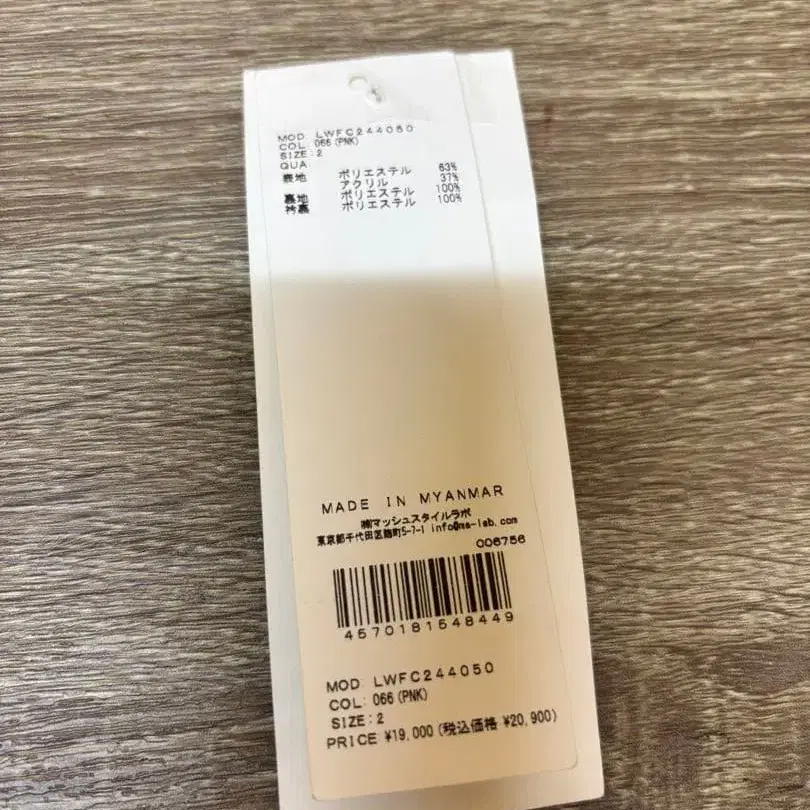 MOD LWFC244050
COL: 066(PNK)
SIZE:2
QUA
表地 ポリエステル 63%
アクリル 37%
裏地 ポリエステル 100%
衿裏 ポリエステル 100%
MADE IN MYANMAR
㈱マッシュスタイルラボ
東京都千代田区麹町5-7-1 info@ms-lab.com
006756
4570181548449
MOD LWFC244050
COL: 066(PNK)
SIZE:2
PRICE ¥19,000(税込価格 ¥20,900)